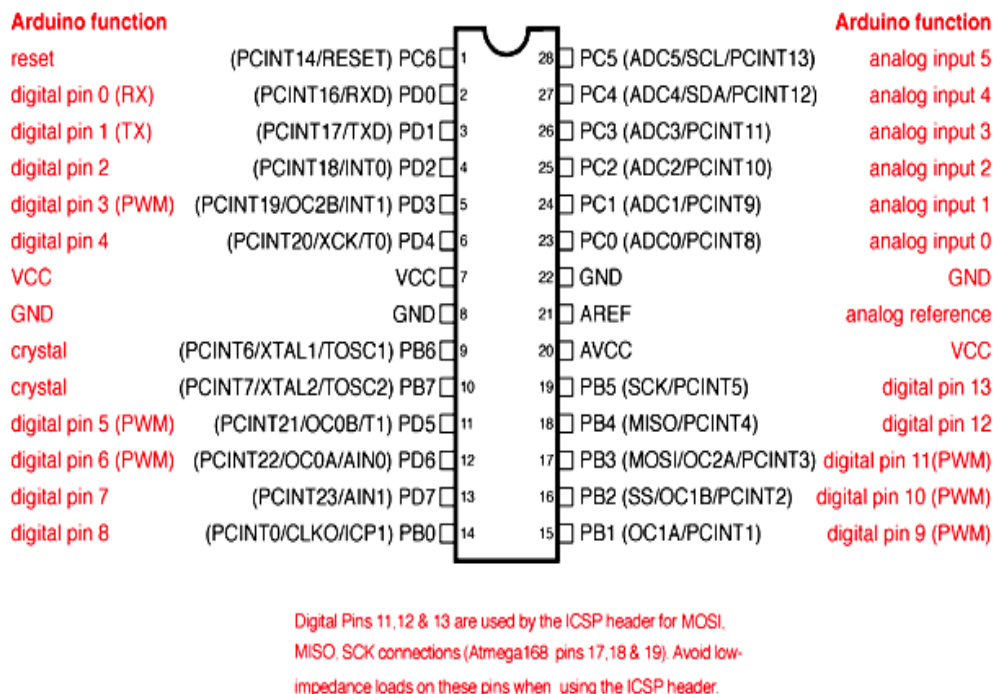 Arduino function Arduino function
reset (PCINT14/RESET) PC6 1 28 PC5 (ADC5/SCL/PCINT13) analog input 5
digital pin 0 (RX) (PCINT16/RXD) PD0 2 27 PC4 (ADC4/SDA/PCINT12) analog input 4
digital pin 1 (TX) (PCINT17/TXD) PD1 3 26 PC3 (ADC3/PCINT11) analog input 3
digital pin 2 (PCINT18/INT0) PD2 4 25 PC2 (ADC2/PCINT10) analog input 2
digital pin 3 (PWM) (PCINT19/OC2B/INT1) PD3 5 24 PC1 (ADC1/PCINT9) analog input 1
digital pin 4 (PCINT20/XCK/T0) PD4 6 23 PC0 (ADC0/PCINT8) analog input 0
VCC VCC 7 22 GND GND
GND GND 8 21 AREF analog reference
crystal (PCINT6/XTAL1/TOSC1) PB6 9 20 AVCC VCC
crystal (PCINT7/XTAL2/TOSC2) PB7 10 19 PB5 (SCK/PCINT5) digital pin 13
digital pin 5 (PWM) (PCINT21/OC0B/T1) PD5 11 18 PB4 (MISO/PCINT4) digital pin 12
digital pin 6 (PWM) (PCINT22/OC0A/AIN0) PD6 12 17 PB3 (MOSI/OC2A/PCINT3) digital pin 11(PWM)
digital pin 7 (PCINT23/AIN1) PD7 13 16 PB2 (SS/OC1B/PCINT2) digital pin 10 (PWM)
digital pin 8 (PCINT0/CLKO/ICP1) PB0 14 15 PB1 (OC1A/PCINT1) digital pin 9 (PWM)
Digital Pins 11,12 & 13 are used by the ICSP header for MOSI,
MISO, SCK connections (Atmega168 pins 17,18 & 19). Avoid low-
impedance loads on these pins when using the ICSP header.